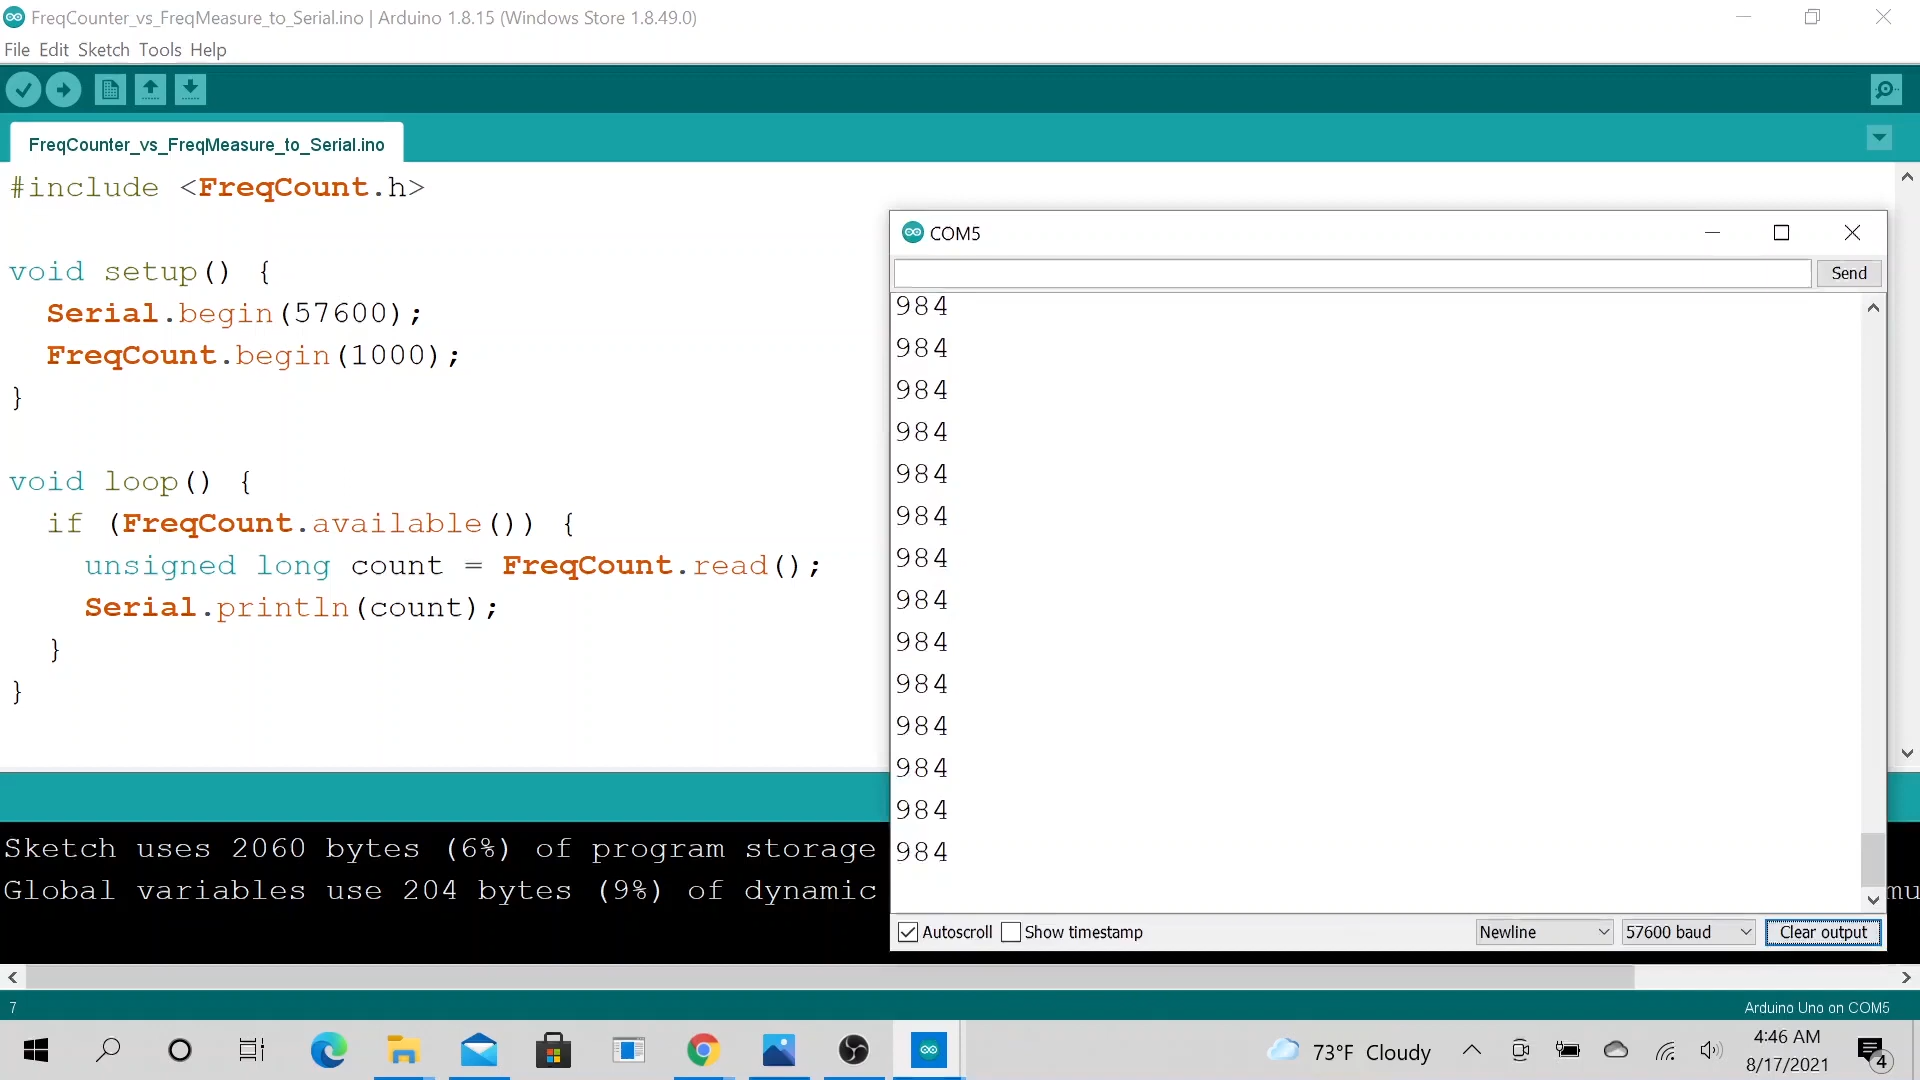 FreqCounter_vs_FreqMeasure_to_Serial.ino | Arduino 1.8.15 (Windows Store 1.8.49.0)
File Edit Sketch Tools Help
FreqCounter_vs_FreqMeasure_to_Serial.ino
#include <FreqCount.h>
void setup() {
Serial.begin(57600);
FreqCount.begin(1000);
}
void loop() {
if (FreqCount.available()) {
unsigned long count = FreqCount.read();
Serial.println(count);
}
}
Sketch uses 2060 bytes (6%) of program storage
Global variables use 204 bytes (9%) of dynamic
mu
COM5
Send
984
984
984
984
984
984
984
984
984
984
984
984
984
984
Autoscroll Show timestamp Newline 57600 baud Clear output
7 Arduino Uno on COM5
73°F Cloudy
4:46 AM
8/17/2021
4